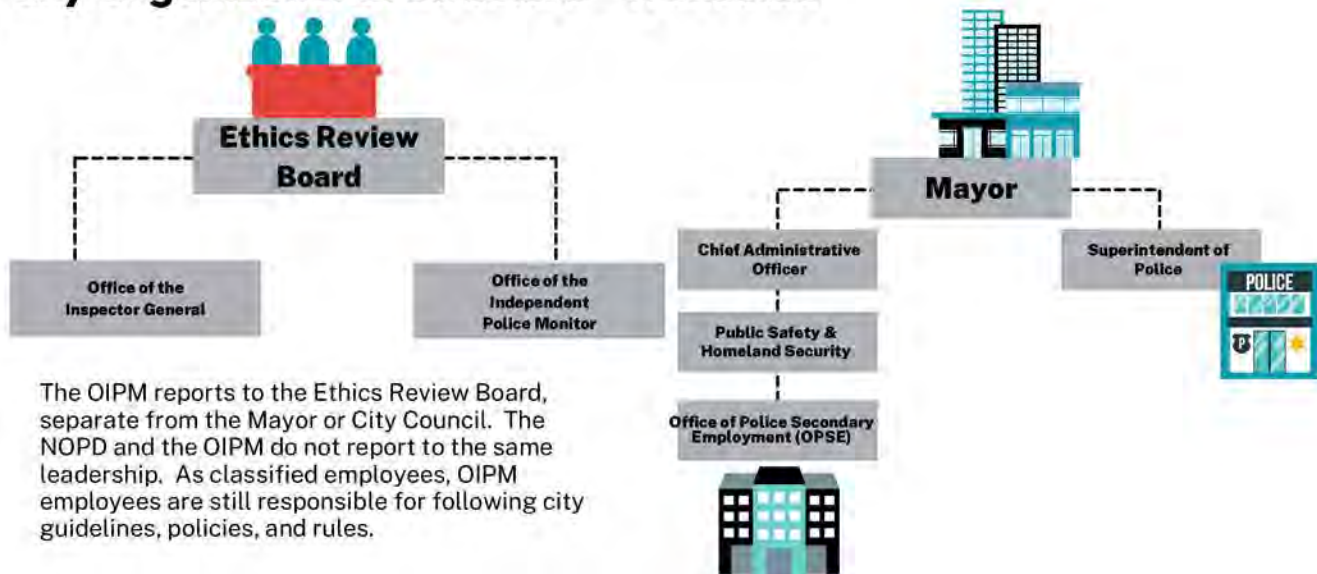 Ethics Review
Board
Mayor
Office of the
Inspector General
Office of the
Independent
Police Monitor
Chief Administrative
Officer
Superintendent of
Police
POLICE
P
Public Safety &
Homeland Security
Office of Police Secondary
Employment (OPSE)
The OIPM reports to the Ethics Review Board,
separate from the Mayor or City Council. The
NOPD and the OIPM do not report to the same
leadership. As classified employees, OIPM
employees are still responsible for following city
guidelines, policies, and rules.